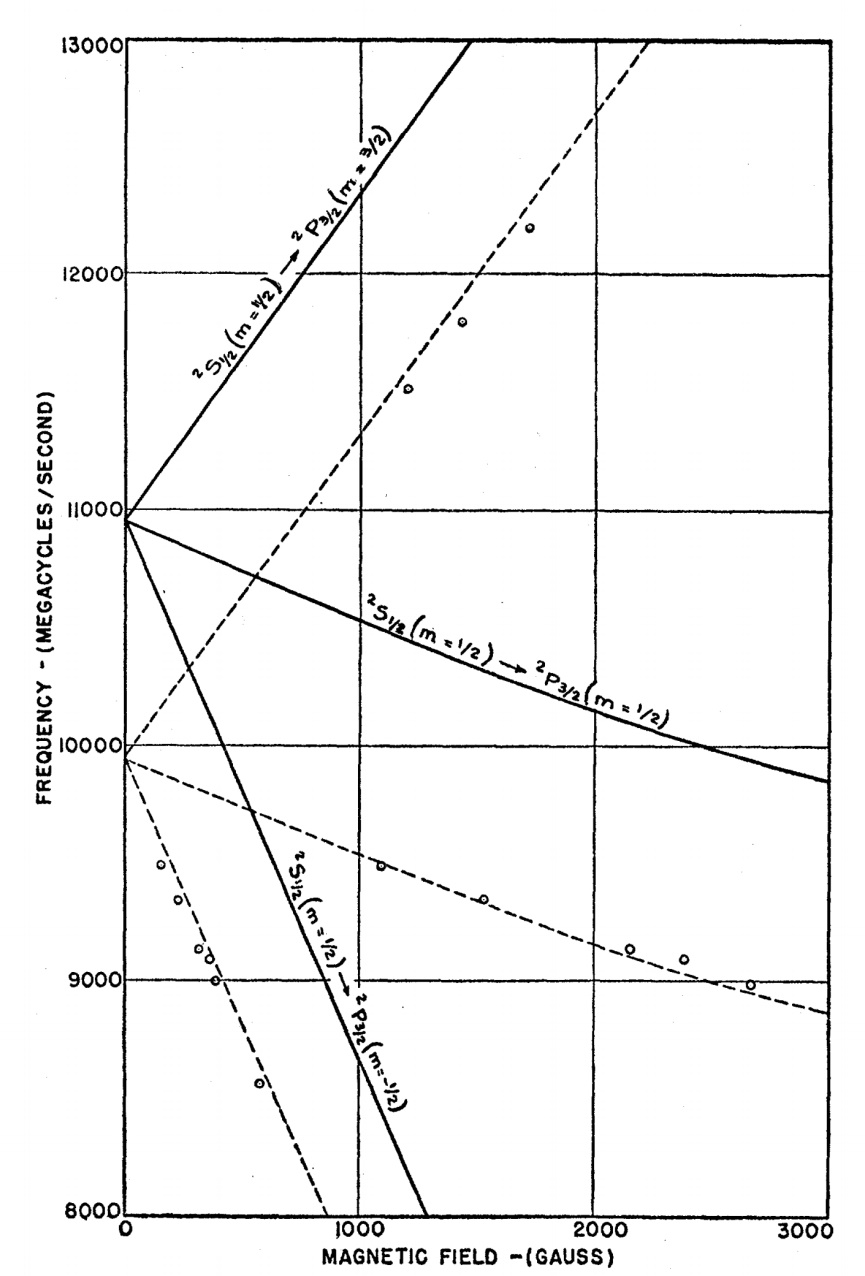 13000
12000
11000
10000
9000
8000
0
1000
2000
3000
FREQUENCY - (MEGACYCLES/SECOND)
MAGNETIC FIELD -(GAUSS)
²S₁/₂(m = ½) → ²P₃/₂(m = 3/2)
²S₁/₂(m = 1/2) → ²P₃/₂(m = 1/2)
²S₁/₂(m = 1/2) → ²P₃/₂(m = -1/2)